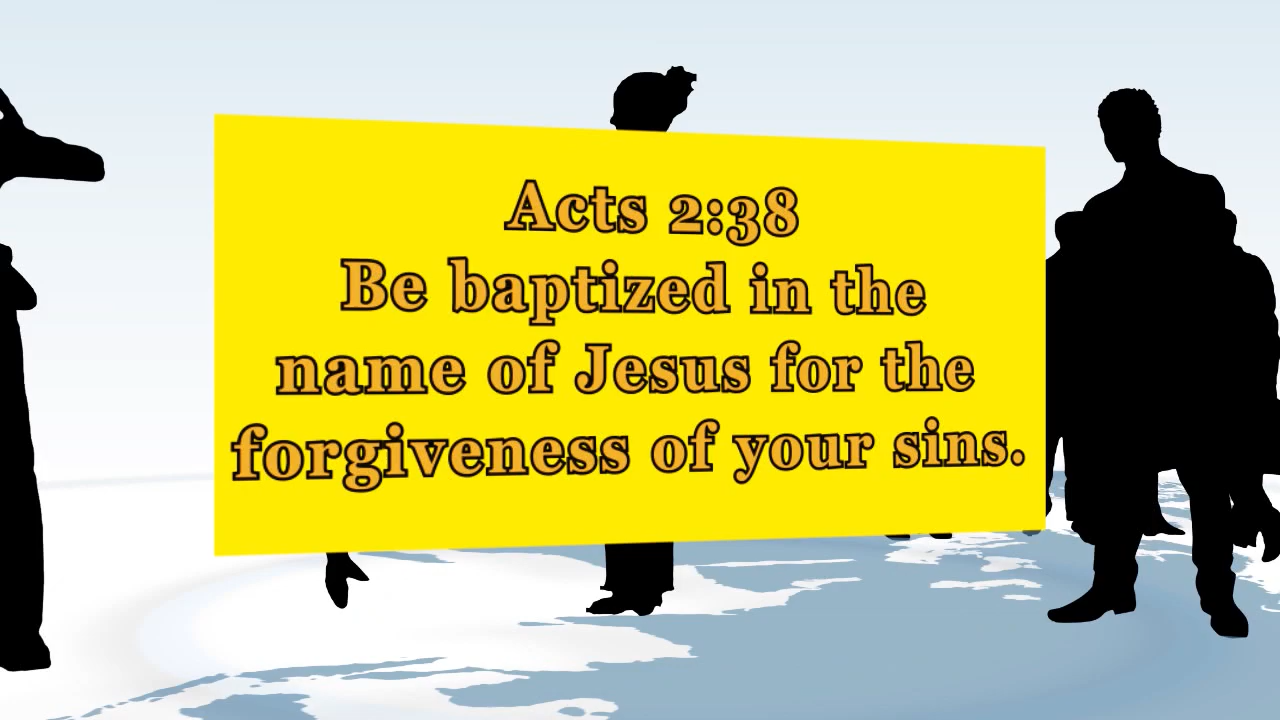 Acts 2:38
Be baptized in the
name of Jesus for the
forgiveness of your sins.